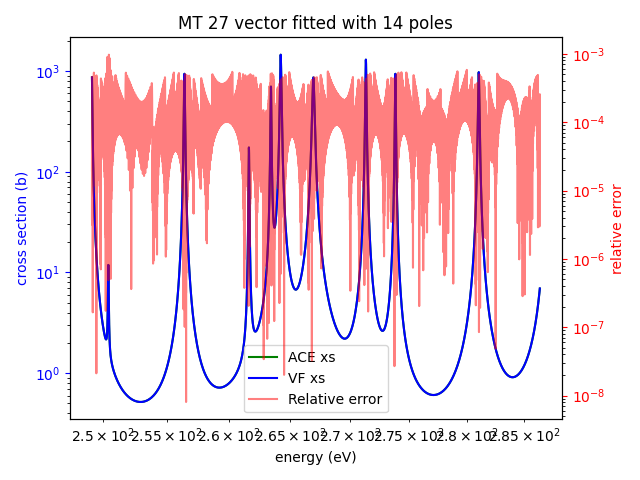 MT 27 vector fitted with 14 poles
cross section (b)
10³
10²
10¹
10⁰
relative error
10⁻³
10⁻⁴
10⁻⁵
10⁻⁶
10⁻⁷
10⁻⁸
ACE xs
VF xs
Relative error
2.5 × 10² 2.55 × 10² 2.6 × 10² 2.65 × 10² 2.7 × 10² 2.75 × 10² 2.8 × 10² 2.85 × 10²
energy (eV)